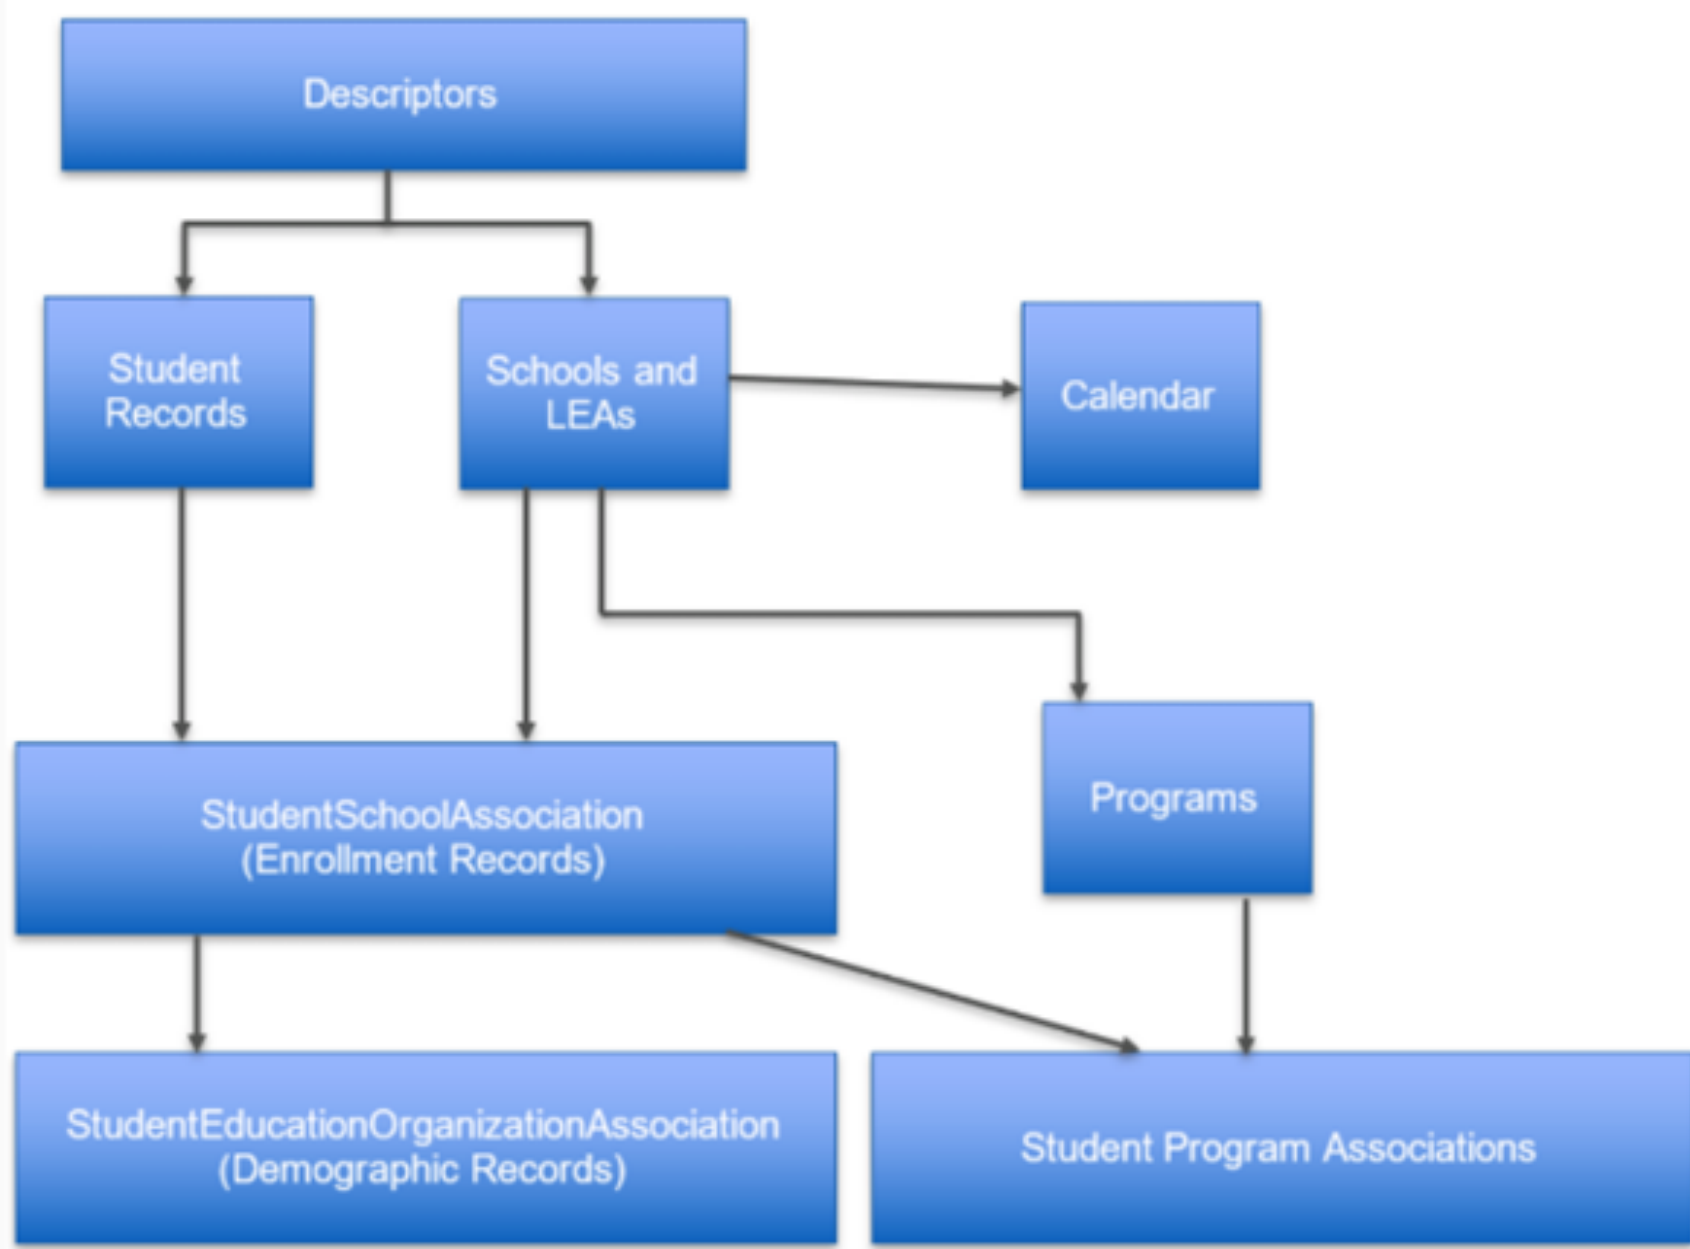 Descriptors
Student
Records
Schools and
LEAs
Calendar
StudentSchoolAssociation
(Enrollment Records)
Programs
StudentEducationOrganizationAssociation
(Demographic Records)
Student Program Associations